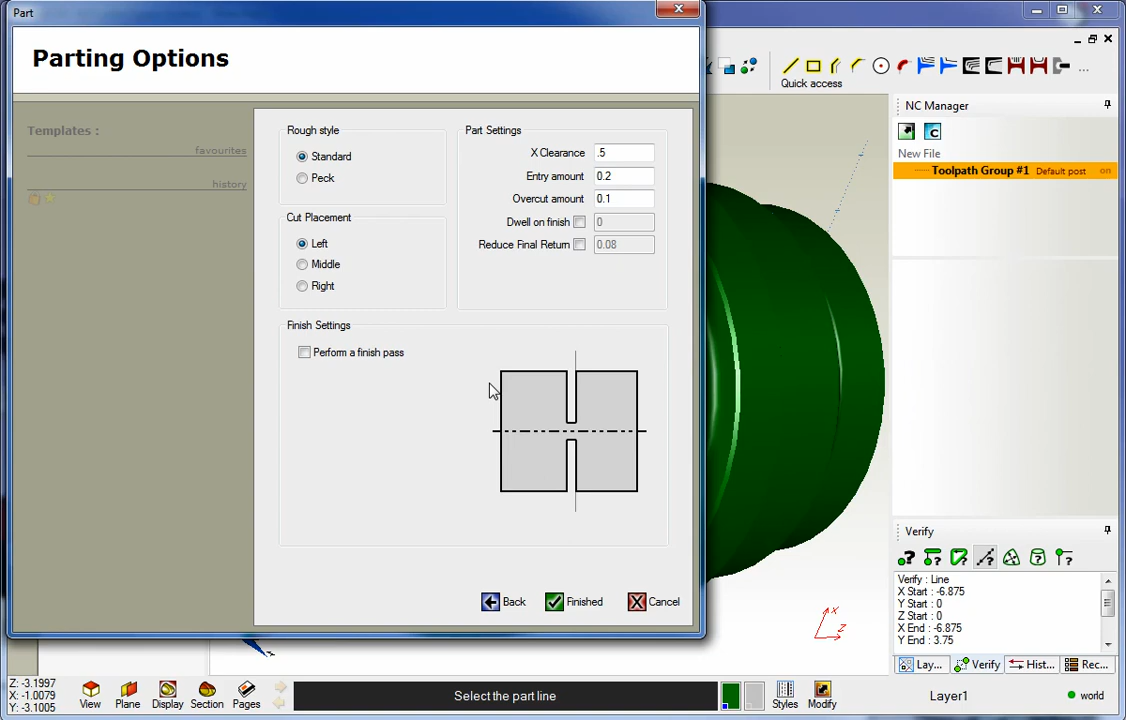 Part
Parting Options
Templates :
favourites
history
Rough style
Standard
Peck
Cut Placement
Left
Middle
Right
Part Settings
X Clearance
.5
Entry amount
0.2
Overcut amount
0.1
Dwell on finish
0
Reduce Final Return
0.08
Finish Settings
Perform a finish pass
Back
Finished
Cancel
Quick access
...
NC Manager
New File
Toolpath Group #1 Default post on
Verify
Verify : Line
X Start : -6.875
Y Start : 0
Z Start : 0
X End : -6.875
Y End : 3.75
X
Z
Lay...
Verify
Hist...
Rec...
Z: -3.1997
X: -1.0079
Y: -3.1005
View
Plane
Display
Section
Pages
Select the part line
Styles
Modify
Layer1
world